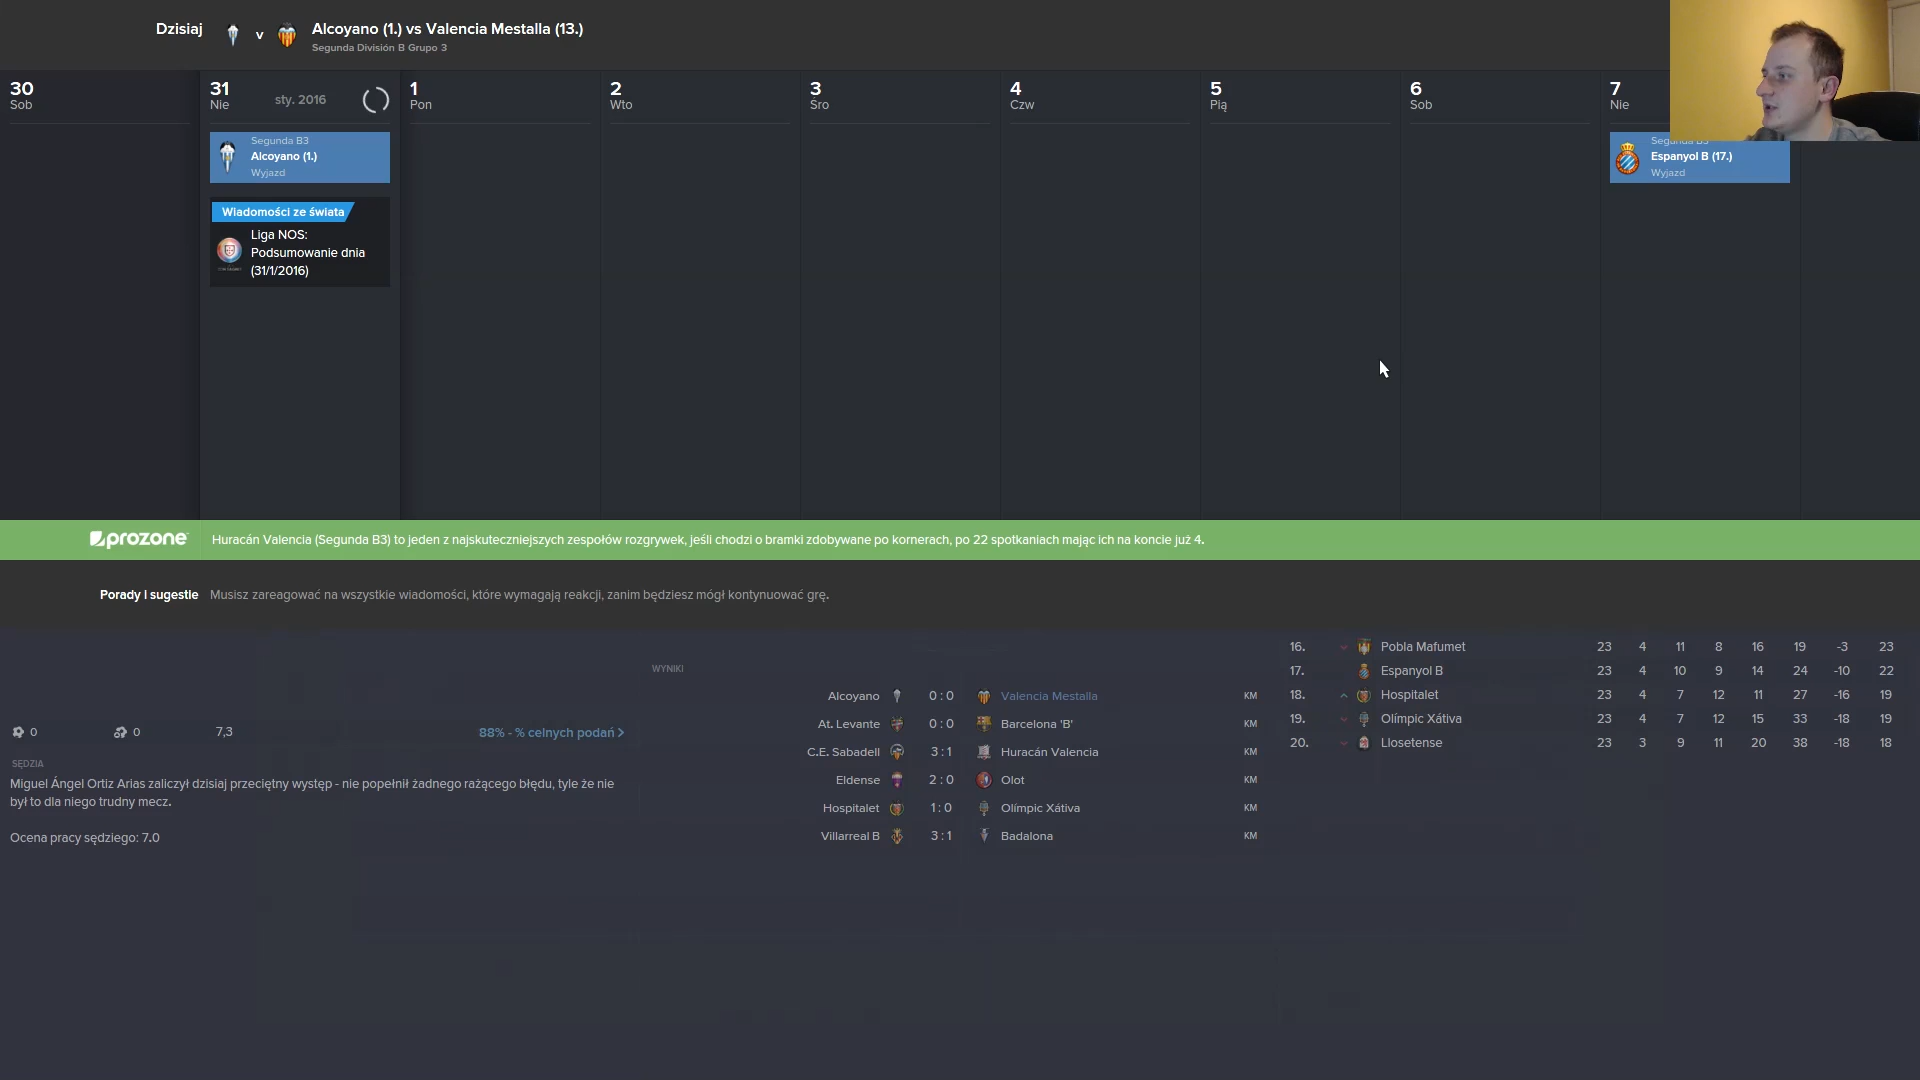 Dzisiaj
v
Alcoyano (1.) vs Valencia Mestalla (13.)
Segunda División B Grupo 3
30
Sob
31
Nie
sty. 2016
1
Pon
2
Wto
3
Śro
4
Czw
5
Pią
6
Sob
7
Nie
Segunda B3
Alcoyano (1.)
Wyjazd
Segunda B3
Espanyol B (17.)
Wyjazd
Wiadomości ze świata
Liga NOS:
Podsumowanie dnia
(31/1/2016)
prozone
Huracán Valencia (Segunda B3) to jeden z najskuteczniejszych zespołów rozgrywek, jeśli chodzi o bramki zdobywane po kornerach, po 22 spotkaniach mając ich na koncie już 4.
Porady i sugestie
Musisz zareagować na wszystkie wiadomości, które wymagają reakcji, zanim będziesz mógł kontynuować grę.
0
0
7,3
88% - % celnych podań >
SĘDZIA
Miguel Ángel Ortiz Arias zaliczył dzisiaj przeciętny występ - nie popełnił żadnego rażącego błędu, tyle że nie
był to dla niego trudny mecz.
Ocena pracy sędziego: 7.0
WYNIKI
Alcoyano 0 : 0 Valencia Mestalla KM
At. Levante 0 : 0 Barcelona 'B' KM
C.E. Sabadell 3 : 1 Huracán Valencia KM
Eldense 2 : 0 Olot KM
Hospitalet 1 : 0 Olímpic Xátiva KM
Villarreal B 3 : 1 Badalona KM
16. Pobla Mafumet 23 4 11 8 16 19 -3 23
17. Espanyol B 23 4 10 9 14 24 -10 22
18. Hospitalet 23 4 7 12 11 27 -16 19
19. Olímpic Xátiva 23 4 7 12 15 33 -18 19
20. Llosetense 23 3 9 11 20 38 -18 18